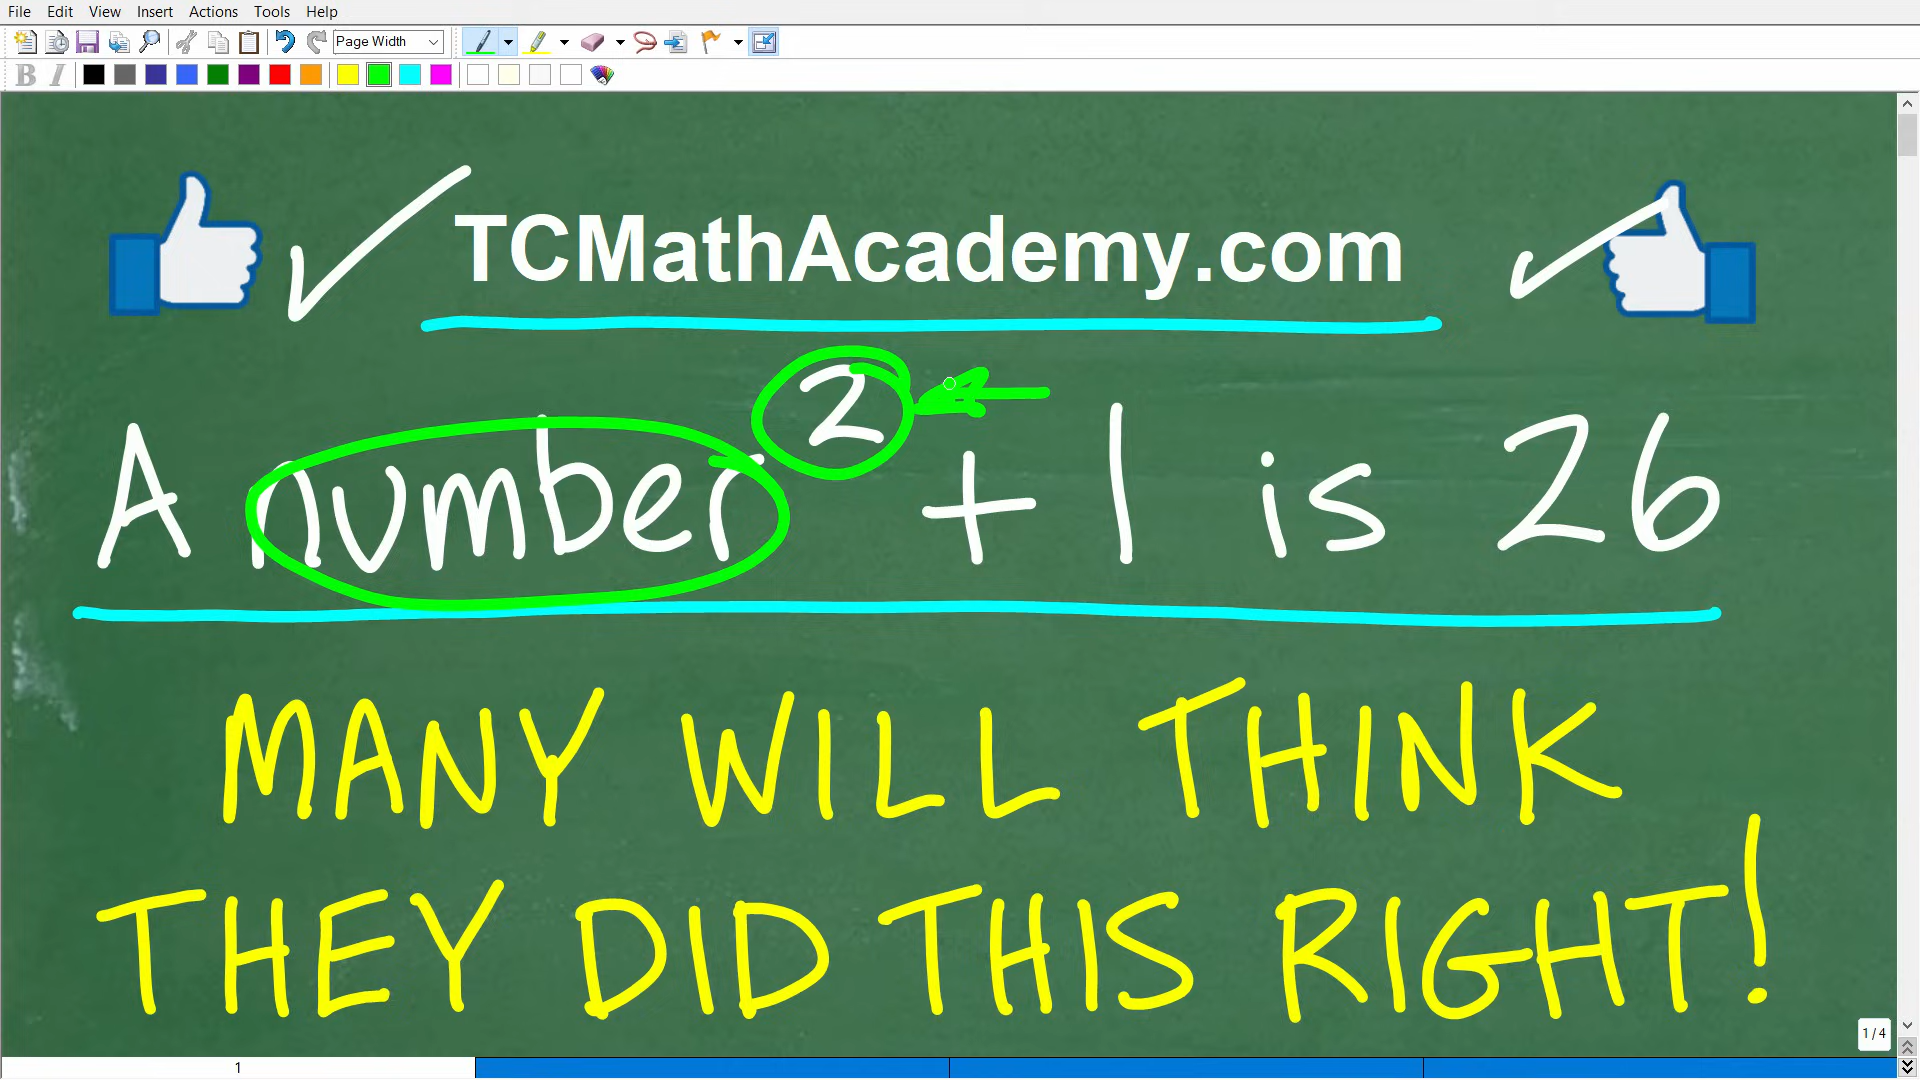 File Edit View Insert Actions Tools Help
Page Width
B I
TCMathAcademy.com
A number² + 1 is 26
MANY WILL THINK
THEY DID THIS RIGHT!
1 / 4
1